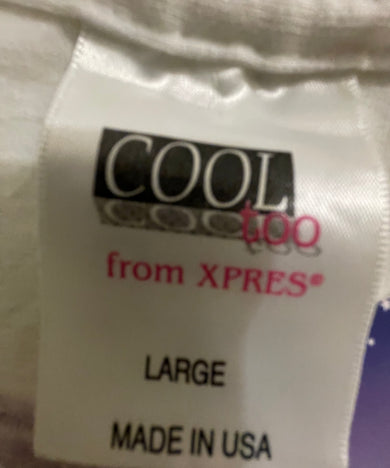 COOL
too
from XPRES®
LARGE
MADE IN USA